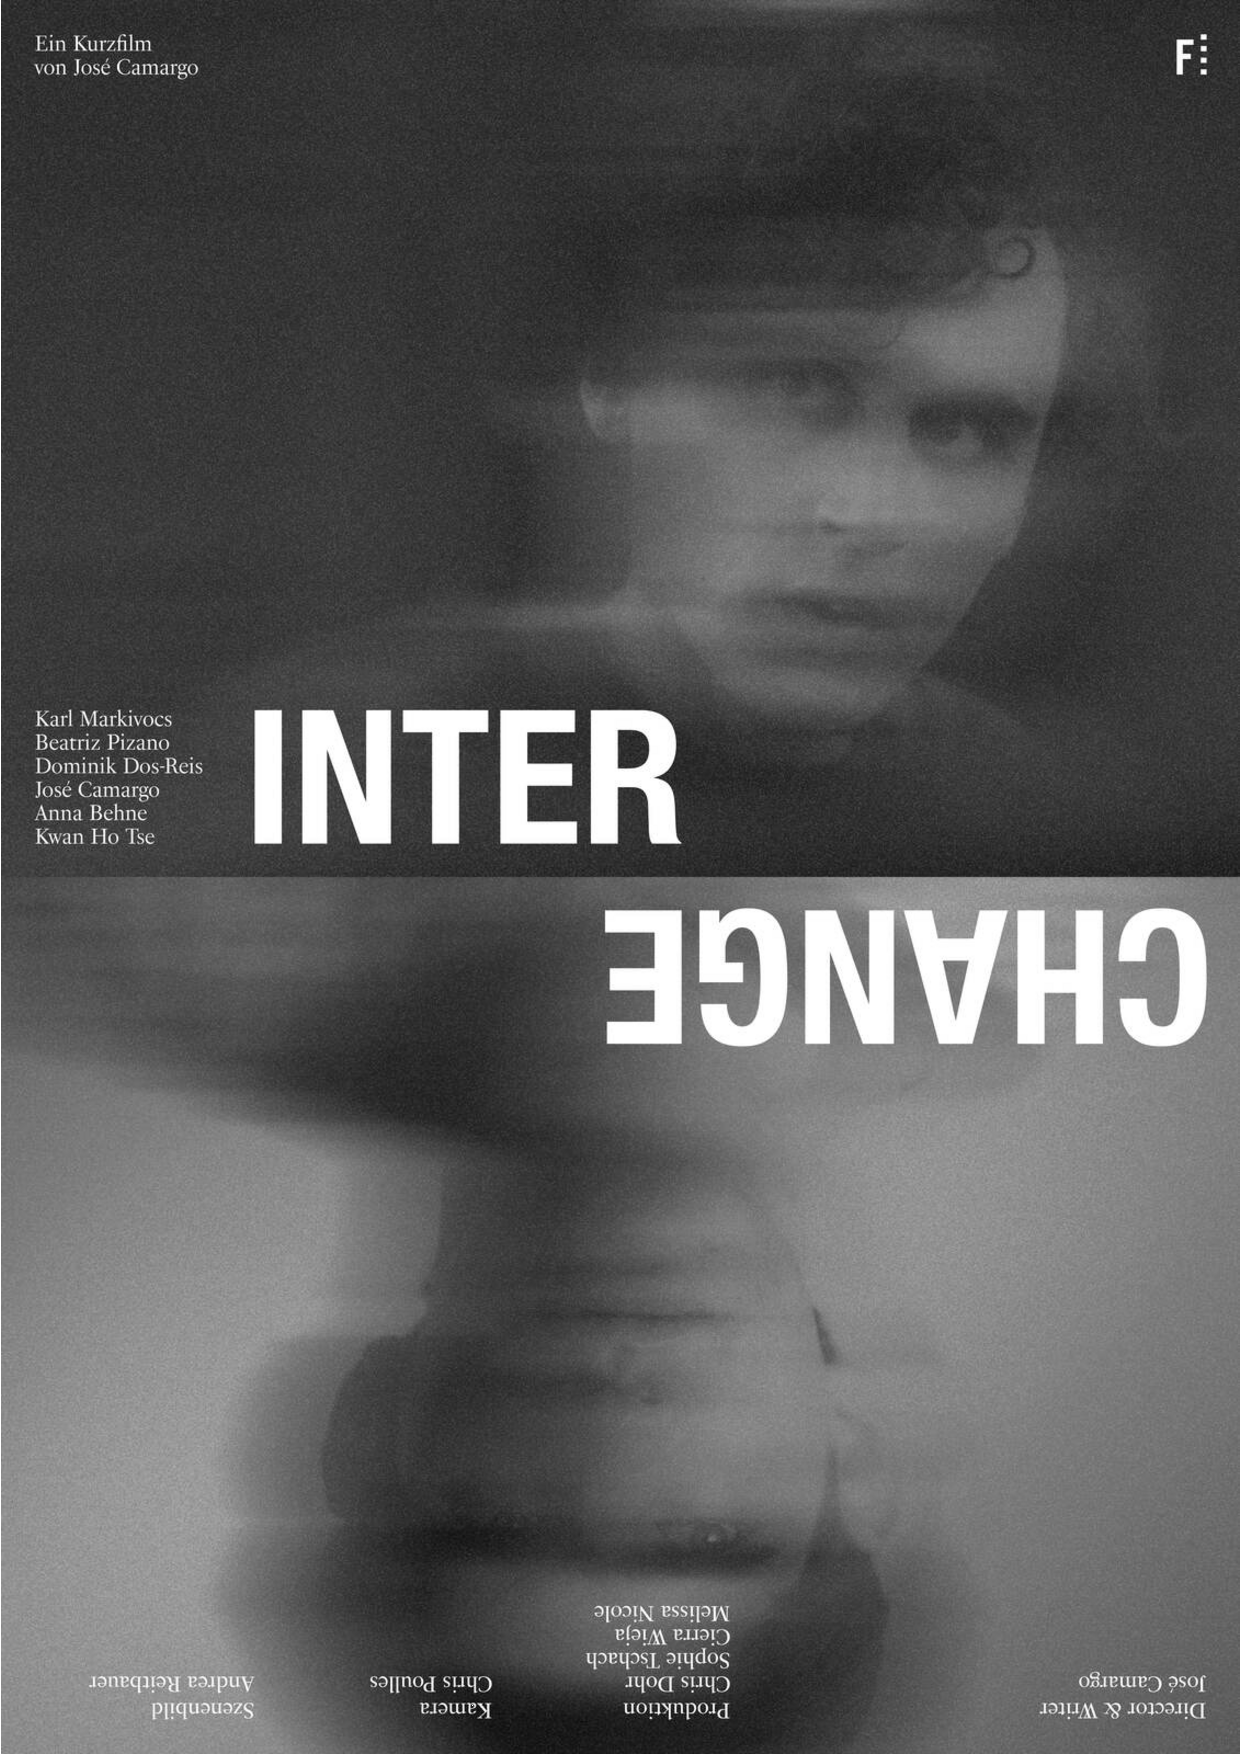 Ein Kurzfilm
von José Camargo
F
Karl Markivocs
Beatriz Pizano
Dominik Dos-Reis
José Camargo
Anna Behne
Kwan Ho Tse
INTER
CHANGE
Director & Writer
José Camargo
Produktion
Chris Dohr
Sophie Tschach
Cierra Wieja
Melissa Nicole
Kamera
Chris Poulles
Szenenbild
Andrea Reitbauer